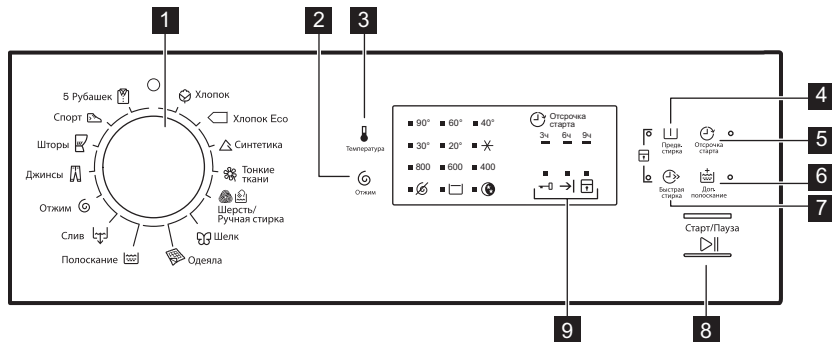 1
2
3
4
5
6
7
8
9
5 Рубашек
Спорт
Шторы
Джинсы
Отжим
Слив
Полоскание
Хлопок
Хлопок Eco
Синтетика
Тонкие
ткани
Шерсть/
Ручная стирка
Шелк
Одеяла
Температура
Отжим
90° 60° 40°
30° 20°
800 600 400
Отсрочка
старта
3ч 6ч 9ч
Предв.
стирка
Отсрочка
старта
Быстрая
стирка
Доп.
полоскание
Старт/Пауза